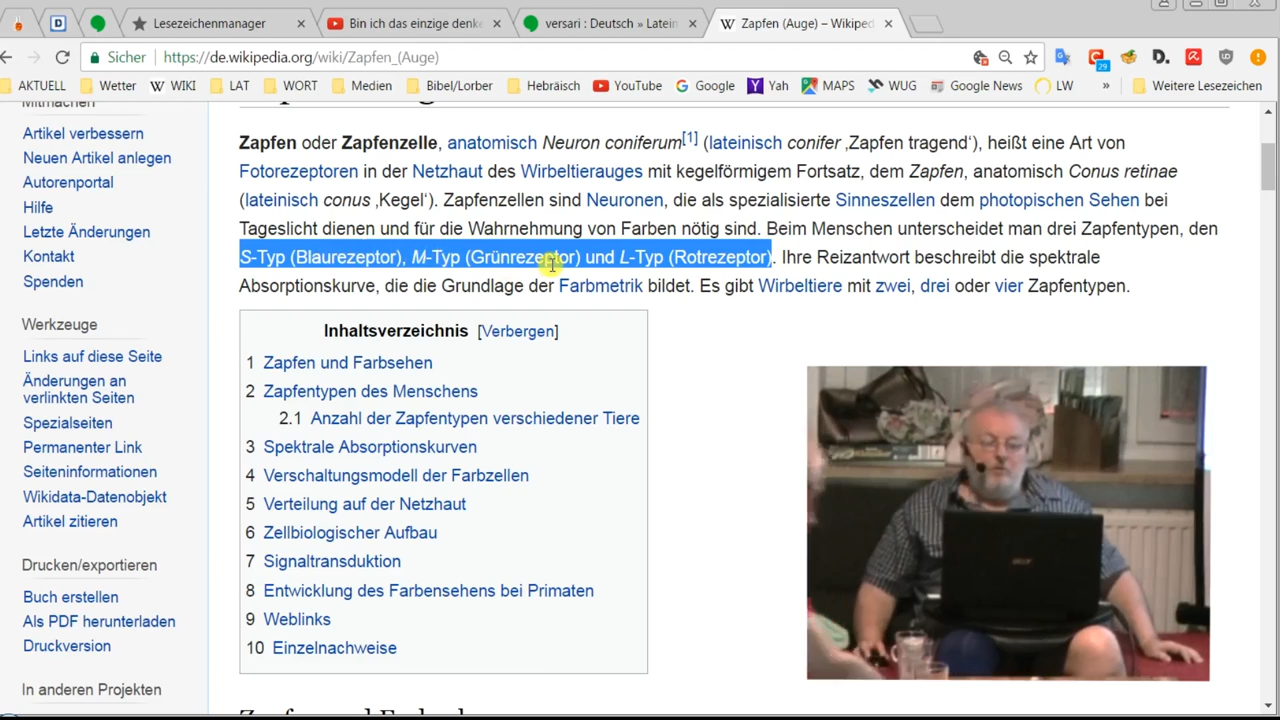 Lesezeichenmanager
Bin ich das einzige denke
versari : Deutsch » Latein
Zapfen (Auge) – Wikiped
Sicher
https://de.wikipedia.org/wiki/Zapfen_(Auge)
29
AKTUELL
Wetter
WIKI
LAT
WORT
Medien
Bibel/Lorber
Hebräisch
YouTube
Google
Yah
MAPS
WUG
Google News
LW
»
Weitere Lesezeichen
Mitmachen
Artikel verbessern
Neuen Artikel anlegen
Autorenportal
Hilfe
Letzte Änderungen
Kontakt
Spenden
Werkzeuge
Links auf diese Seite
Änderungen an
verlinkten Seiten
Spezialseiten
Permanenter Link
Seiteninformationen
Wikidata-Datenobjekt
Artikel zitieren
Drucken/exportieren
Buch erstellen
Als PDF herunterladen
Druckversion
In anderen Projekten
Zapfen oder Zapfenzelle, anatomisch Neuron coniferum[1] (lateinisch conifer ‚Zapfen tragend‘), heißt eine Art von
Fotorezeptoren in der Netzhaut des Wirbeltierauges mit kegelförmigem Fortsatz, dem Zapfen, anatomisch Conus retinae
(lateinisch conus ‚Kegel‘). Zapfenzellen sind Neuronen, die als spezialisierte Sinneszellen dem photopischen Sehen bei
Tageslicht dienen und für die Wahrnehmung von Farben nötig sind. Beim Menschen unterscheidet man drei Zapfentypen, den
S-Typ (Blaurezeptor), M-Typ (Grünrezeptor) und L-Typ (Rotrezeptor). Ihre Reizantwort beschreibt die spektrale
Absorptionskurve, die die Grundlage der Farbmetrik bildet. Es gibt Wirbeltiere mit zwei, drei oder vier Zapfentypen.
Inhaltsverzeichnis [Verbergen]
1 Zapfen und Farbsehen
2 Zapfentypen des Menschen
2.1 Anzahl der Zapfentypen verschiedener Tiere
3 Spektrale Absorptionskurven
4 Verschaltungsmodell der Farbzellen
5 Verteilung auf der Netzhaut
6 Zellbiologischer Aufbau
7 Signaltransduktion
8 Entwicklung des Farbensehens bei Primaten
9 Weblinks
10 Einzelnachweise
acer